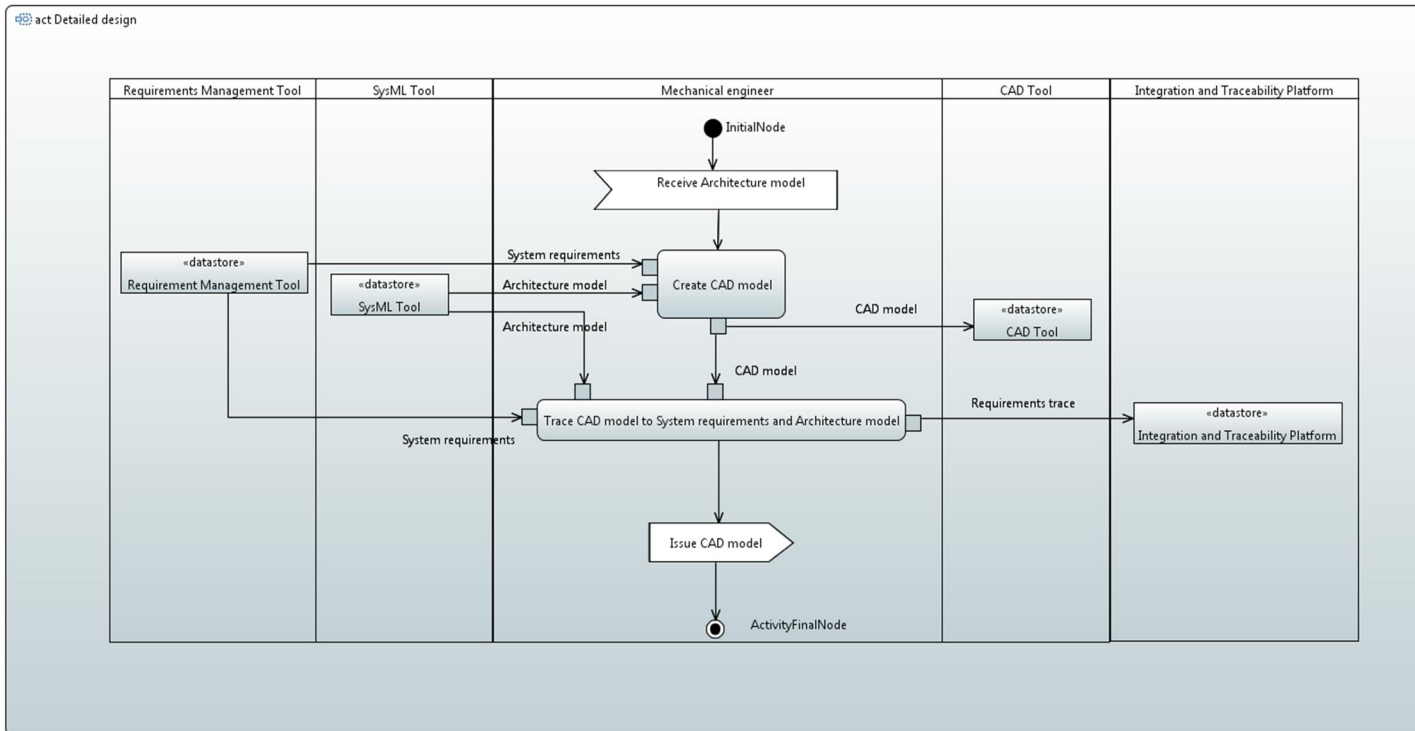 act Detailed design
Requirements Management Tool
SysML Tool
Mechanical engineer
CAD Tool
Integration and Traceability Platform
InitialNode
Receive Architecture model
System requirements
«datastore»
Requirement Management Tool
«datastore»
SysML Tool
Architecture model
Create CAD model
CAD model
«datastore»
CAD Tool
Architecture model
CAD model
Requirements trace
«datastore»
Integration and Traceability Platform
Trace CAD model to System requirements and Architecture model
System requirements
Issue CAD model
ActivityFinalNode